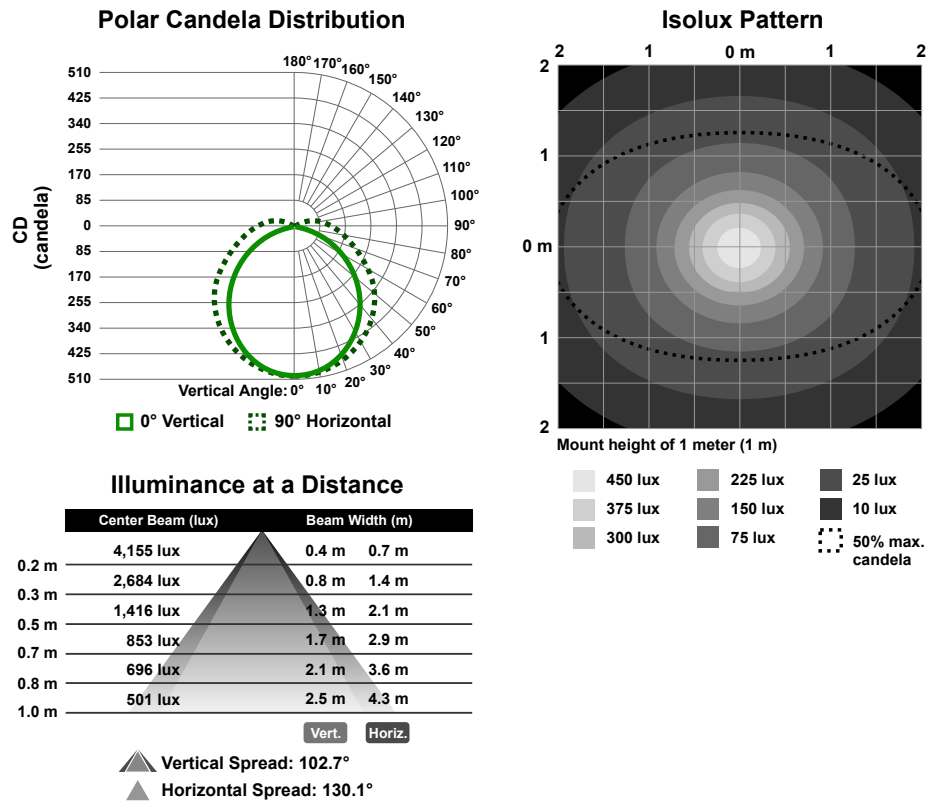 Polar Candela Distribution
180° 170° 160° 150° 140° 130° 120° 110° 100° 90° 80° 70° 60° 50° 40° 30° 20° 10°
Vertical Angle: 0°
510
425
340
255
170
85
0
85
170
255
340
425
510
CD
(candela)
0° Vertical 90° Horizontal
Isolux Pattern
2 1 0 m 1 2
2
1
0 m
1
2
Mount height of 1 meter (1 m)
450 lux 225 lux 25 lux
375 lux 150 lux 10 lux
300 lux 75 lux 50% max.
candela
Illuminance at a Distance
Center Beam (lux) Beam Width (m)
4,155 lux 0.4 m 0.7 m
0.2 m
2,684 lux 0.8 m 1.4 m
0.3 m
1,416 lux 1.3 m 2.1 m
0.5 m
853 lux 1.7 m 2.9 m
0.7 m
696 lux 2.1 m 3.6 m
0.8 m
501 lux 2.5 m 4.3 m
1.0 m
Vert. Horiz.
Vertical Spread: 102.7°
Horizontal Spread: 130.1°